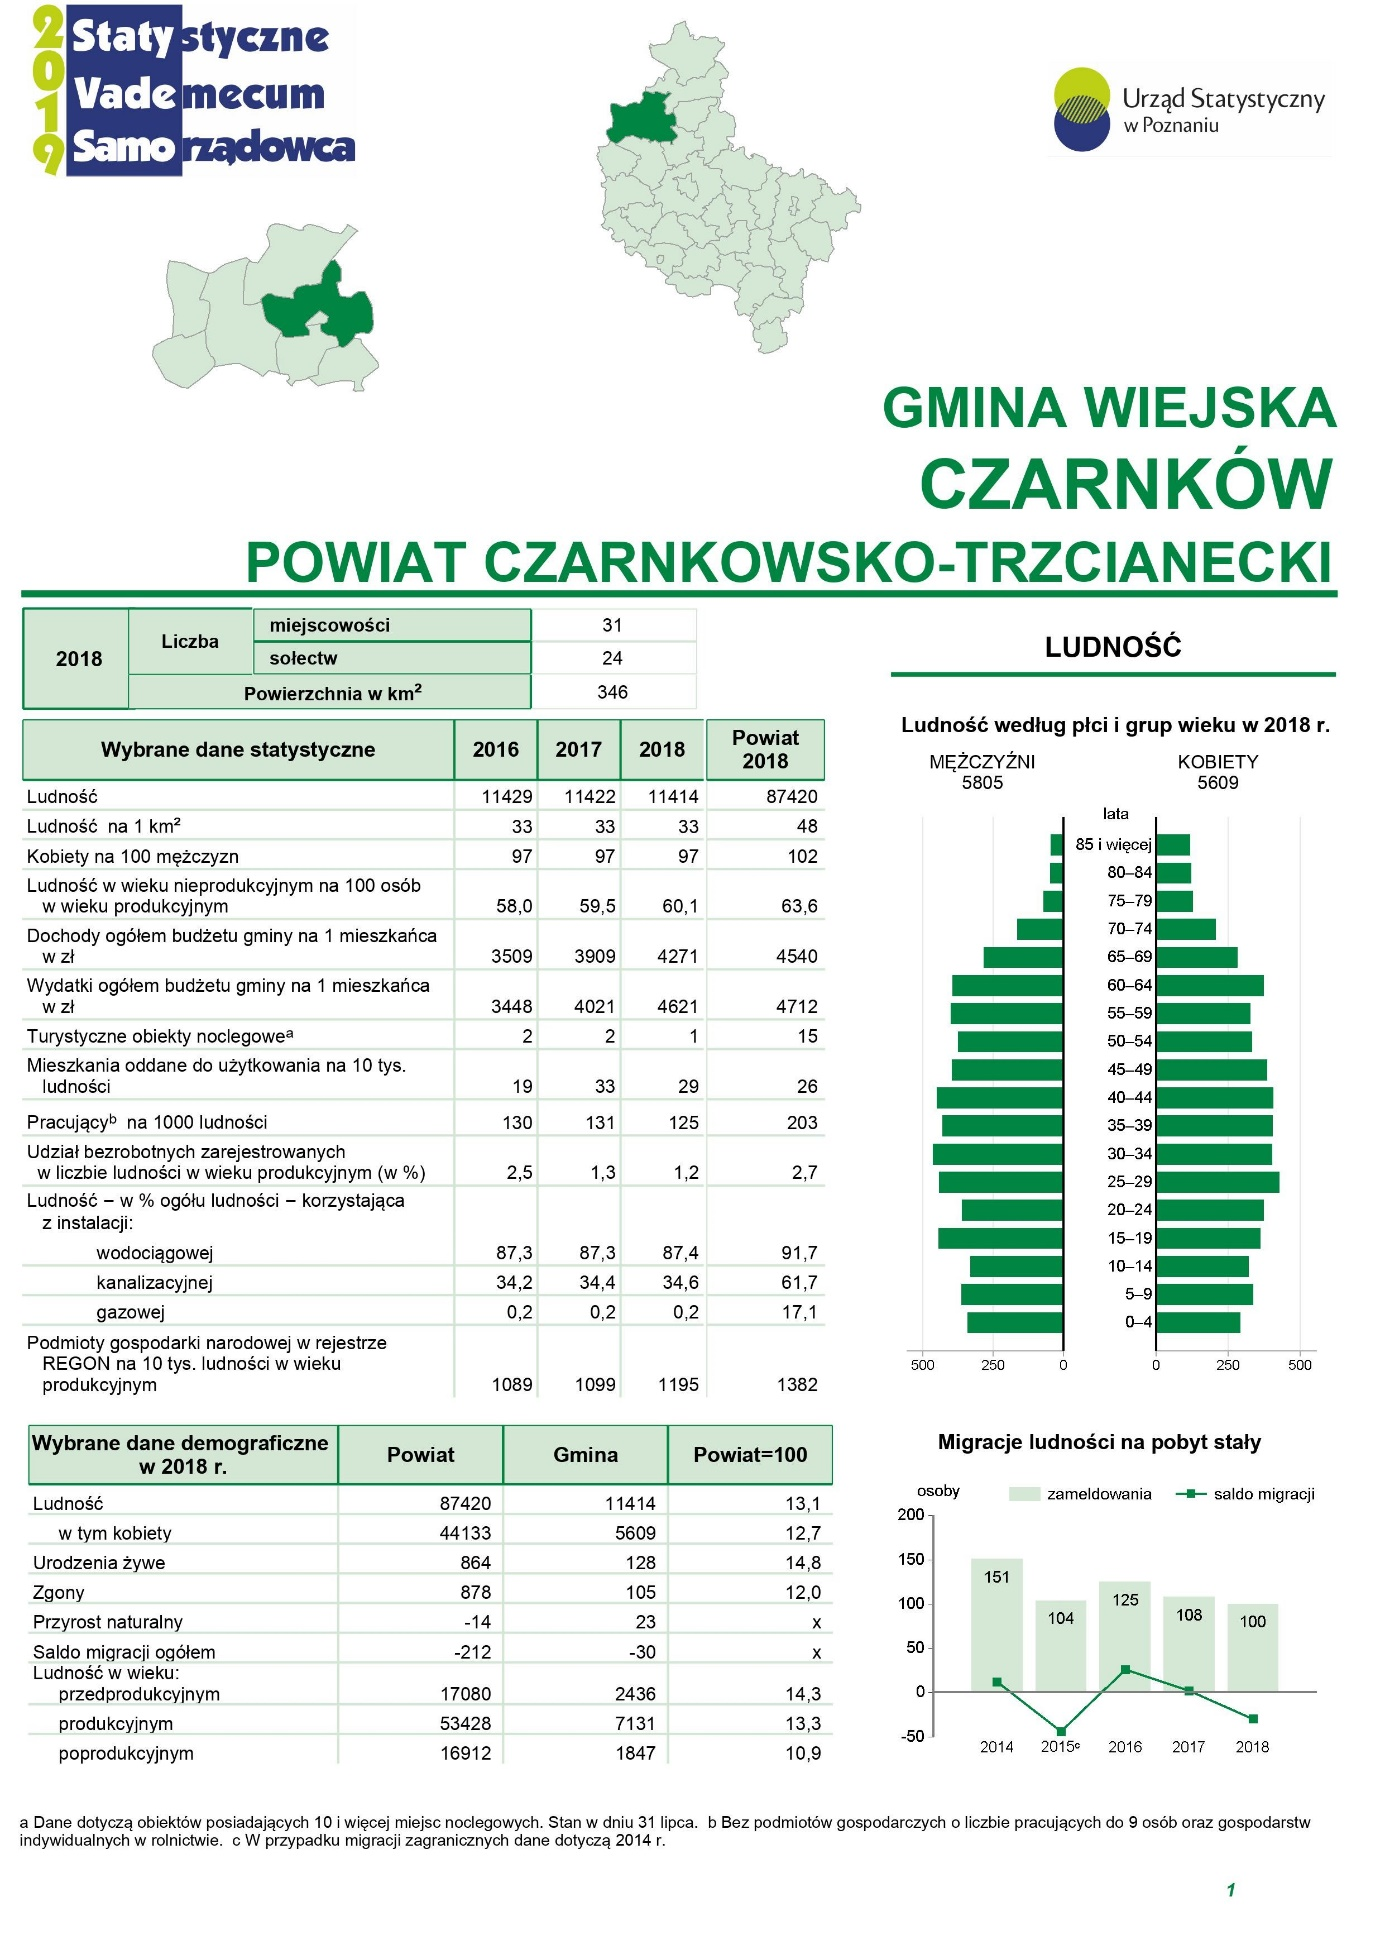 2019
Statystyczne
Vademecum
Samorządowca
Urząd Statystyczny
w Poznaniu
GMINA WIEJSKA
CZARNKÓW
POWIAT CZARNKOWSKO-TRZCIANECKI
2018 Liczba miejscowości 31
sołectw 24
Powierzchnia w km² 346
Wybrane dane statystyczne 2016 2017 2018 Powiat 2018
Ludność 11429 11422 11414 87420
Ludność na 1 km² 33 33 33 48
Kobiety na 100 mężczyzn 97 97 97 102
Ludność w wieku nieprodukcyjnym na 100 osób
w wieku produkcyjnym 58,0 59,5 60,1 63,6
Dochody ogółem budżetu gminy na 1 mieszkańca
w zł 3509 3909 4271 4540
Wydatki ogółem budżetu gminy na 1 mieszkańca
w zł 3448 4021 4621 4712
Turystyczne obiekty noclegoweᵃ 2 2 1 15
Mieszkania oddane do użytkowania na 10 tys.
ludności 19 33 29 26
Pracującyᵇ na 1000 ludności 130 131 125 203
Udział bezrobotnych zarejestrowanych
w liczbie ludności w wieku produkcyjnym (w %) 2,5 1,3 1,2 2,7
Ludność – w % ogółu ludności – korzystająca
z instalacji:
wodociągowej 87,3 87,3 87,4 91,7
kanalizacyjnej 34,2 34,4 34,6 61,7
gazowej 0,2 0,2 0,2 17,1
Podmioty gospodarki narodowej w rejestrze
REGON na 10 tys. ludności w wieku
produkcyjnym 1089 1099 1195 1382
Wybrane dane demograficzne
w 2018 r. Powiat Gmina Powiat=100
Ludność 87420 11414 13,1
w tym kobiety 44133 5609 12,7
Urodzenia żywe 864 128 14,8
Zgony 878 105 12,0
Przyrost naturalny -14 23 x
Saldo migracji ogółem -212 -30 x
Ludność w wieku:
przedprodukcyjnym 17080 2436 14,3
produkcyjnym 53428 7131 13,3
poprodukcyjnym 16912 1847 10,9
LUDNOŚĆ
Ludność według płci i grup wieku w 2018 r.
MĘŻCZYŹNI KOBIETY
5805 5609
lata
85 i więcej
80–84
75–79
70–74
65–69
60–64
55–59
50–54
45–49
40–44
35–39
30–34
25–29
20–24
15–19
10–14
5–9
0–4
500 250 0 0 250 500
Migracje ludności na pobyt stały
osoby zameldowania saldo migracji
200
150
100
50
0
-50
151 104 125 108 100
2014 2015ᶜ 2016 2017 2018
a Dane dotyczą obiektów posiadających 10 i więcej miejsc noclegowych. Stan w dniu 31 lipca. b Bez podmiotów gospodarczych o liczbie pracujących do 9 osób oraz gospodarstw
indywidualnych w rolnictwie. c W przypadku migracji zagranicznych dane dotyczą 2014 r.
1